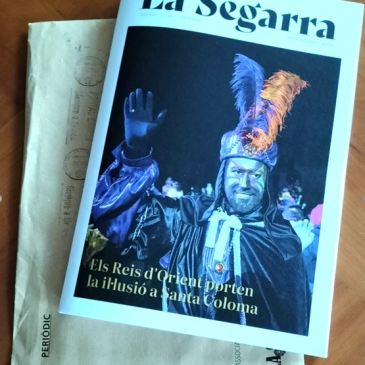 La Segarra
Els Reis d'Orient porten
la il·lusió a Santa Coloma
PERIÒDIC